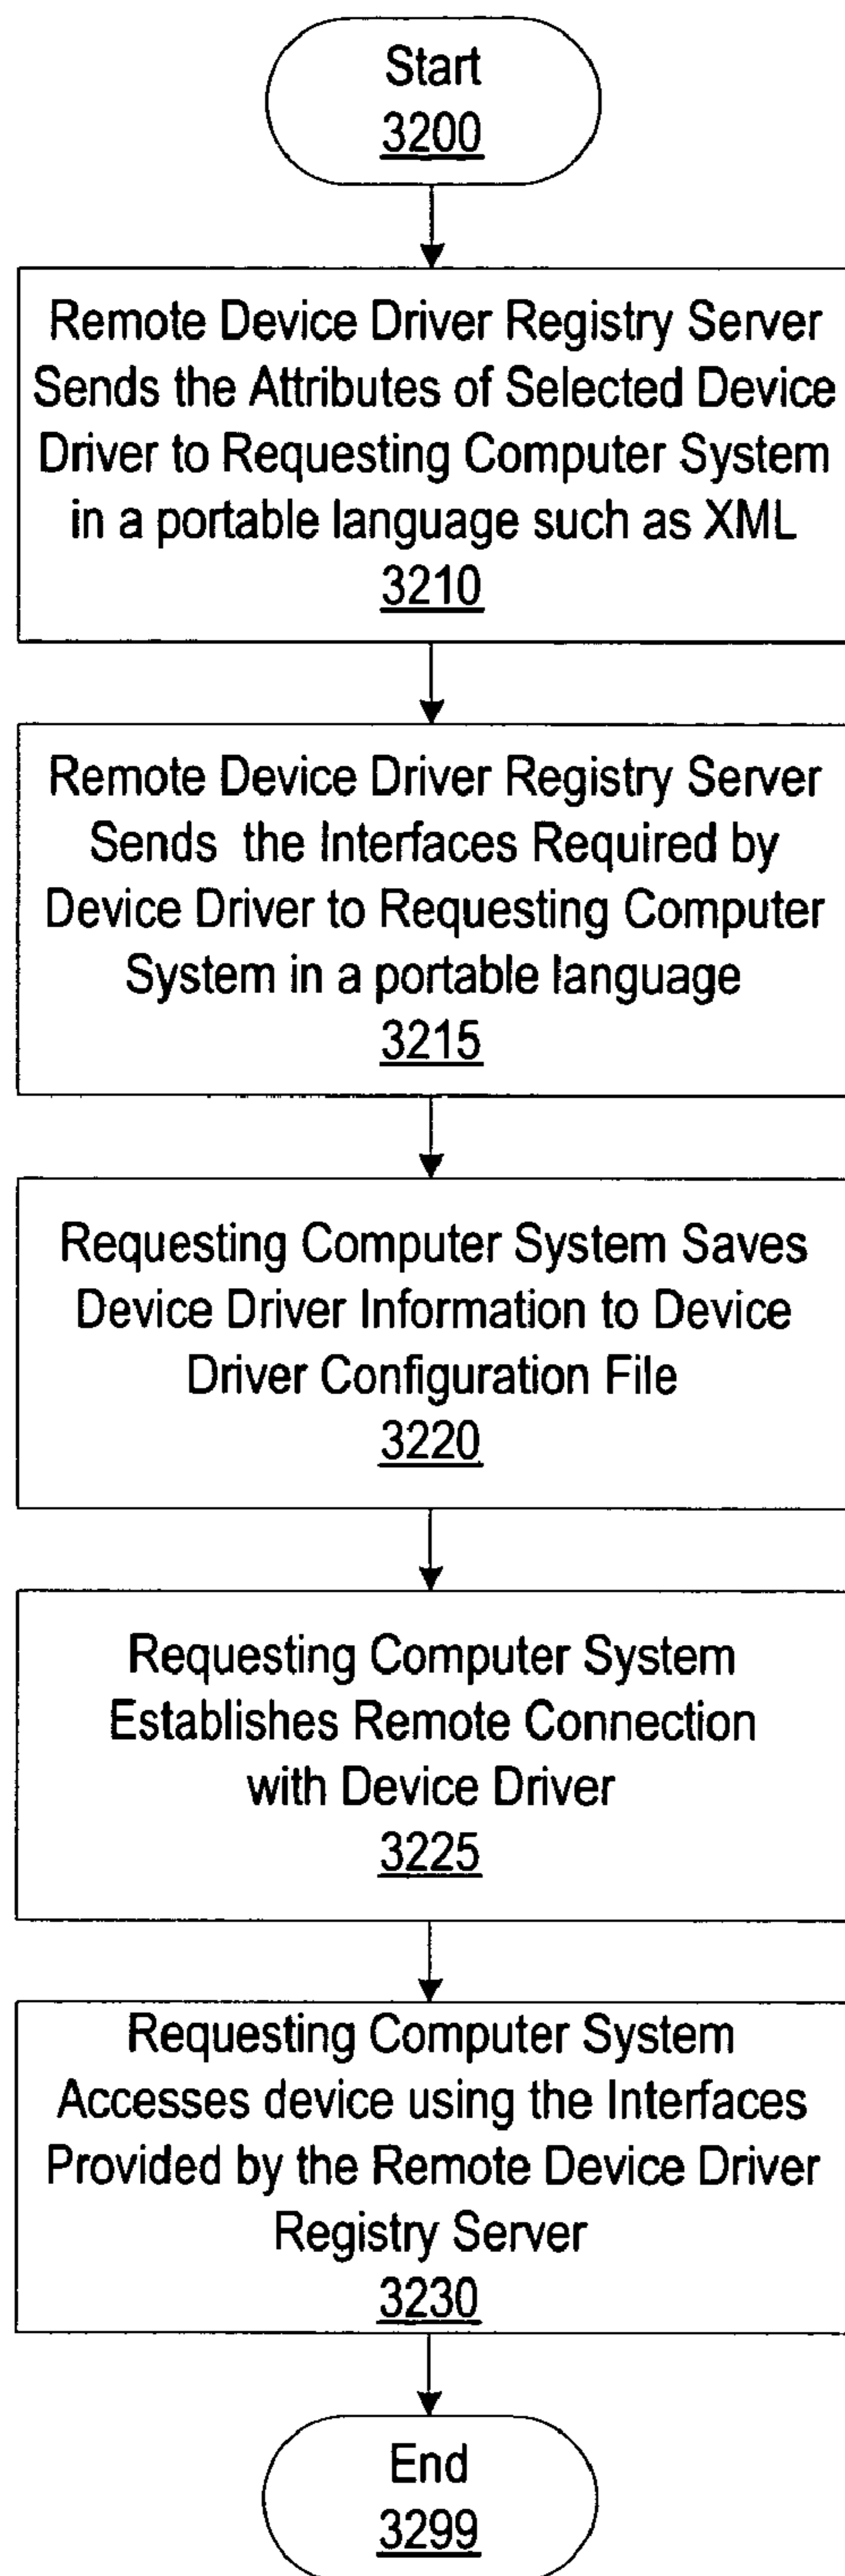 Start
3200
Remote Device Driver Registry Server
Sends the Attributes of Selected Device
Driver to Requesting Computer System
in a portable language such as XML
3210
Remote Device Driver Registry Server
Sends the Interfaces Required by
Device Driver to Requesting Computer
System in a portable language
3215
Requesting Computer System Saves
Device Driver Information to Device
Driver Configuration File
3220
Requesting Computer System
Establishes Remote Connection
with Device Driver
3225
Requesting Computer System
Accesses device using the Interfaces
Provided by the Remote Device Driver
Registry Server
3230
End
3299